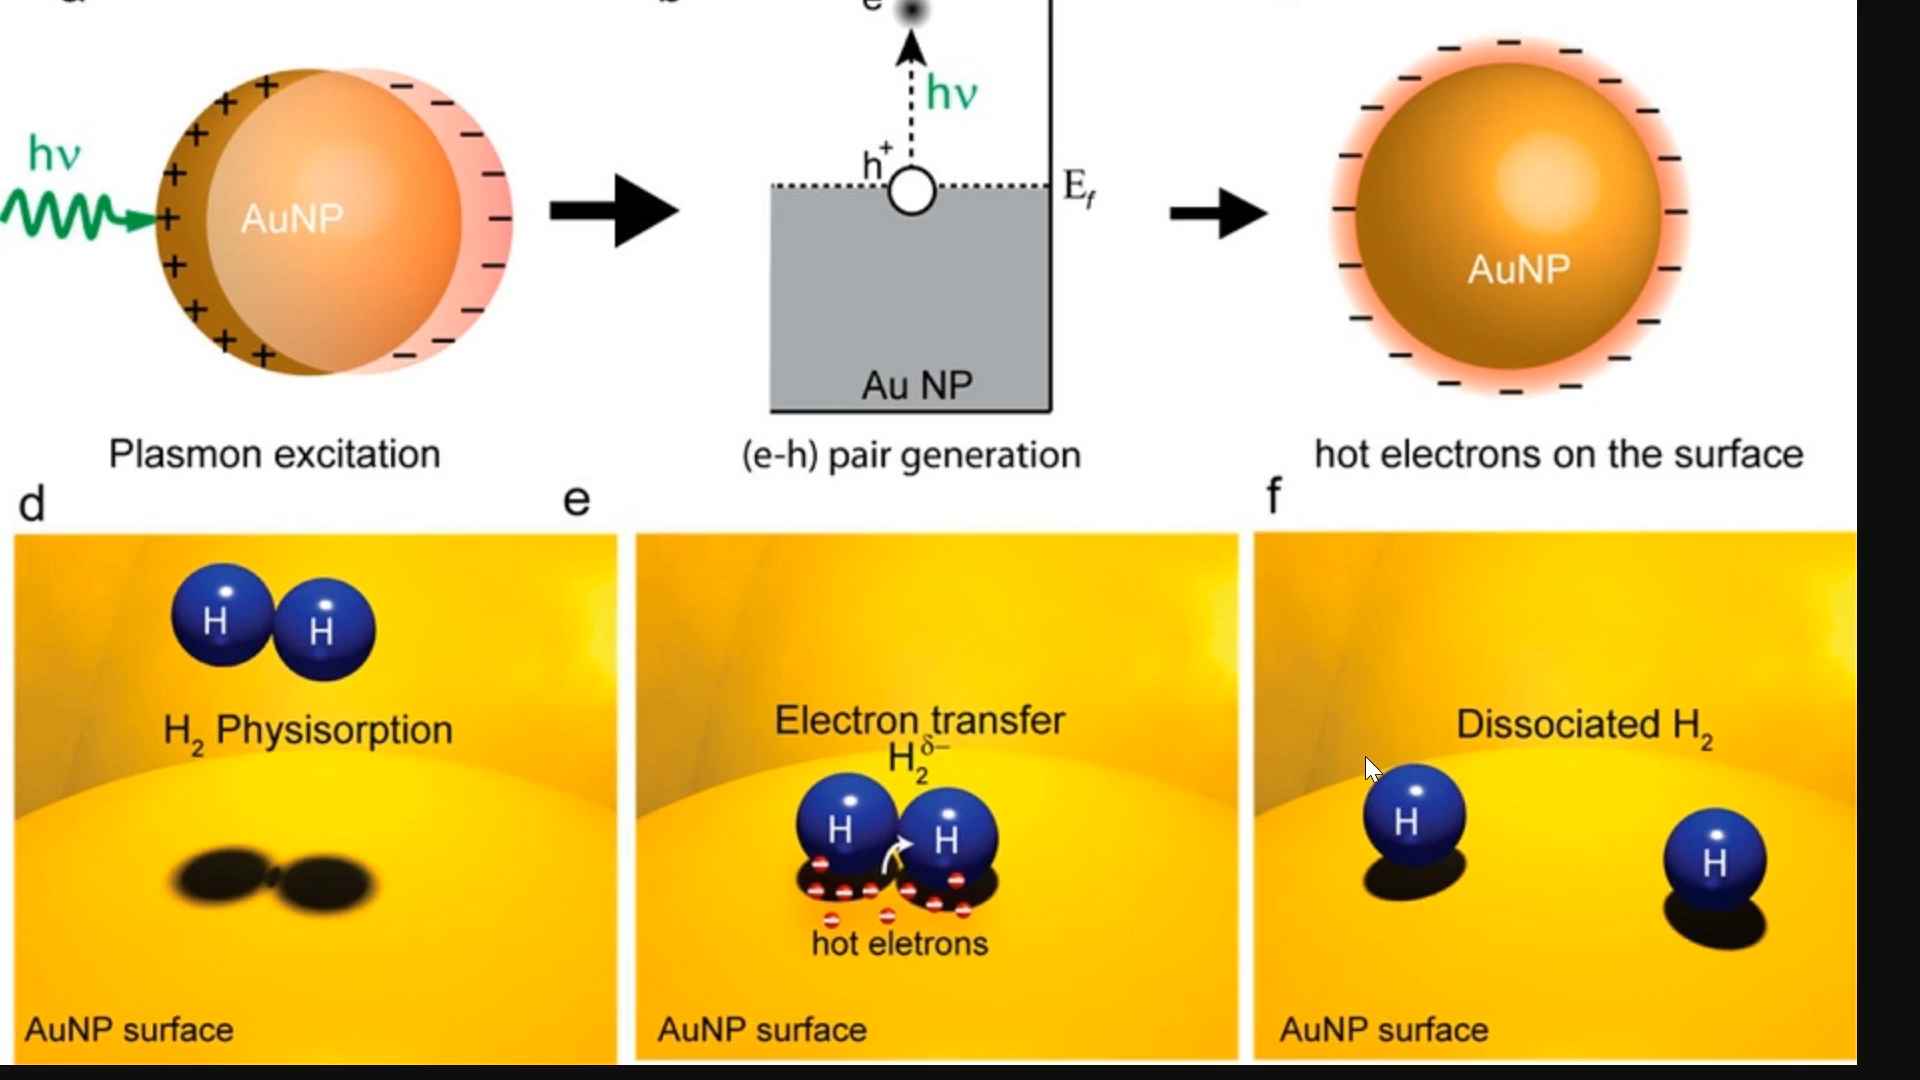 b
e
hν
hν
h+
Ef
AuNP
AuNP
Au NP
Plasmon excitation
(e-h) pair generation
hot electrons on the surface
d
e
f
H H
H2 Physisorption
AuNP surface
Electron transfer
H2δ−
H H
hot eletrons
AuNP surface
Dissociated H2
H
H
AuNP surface